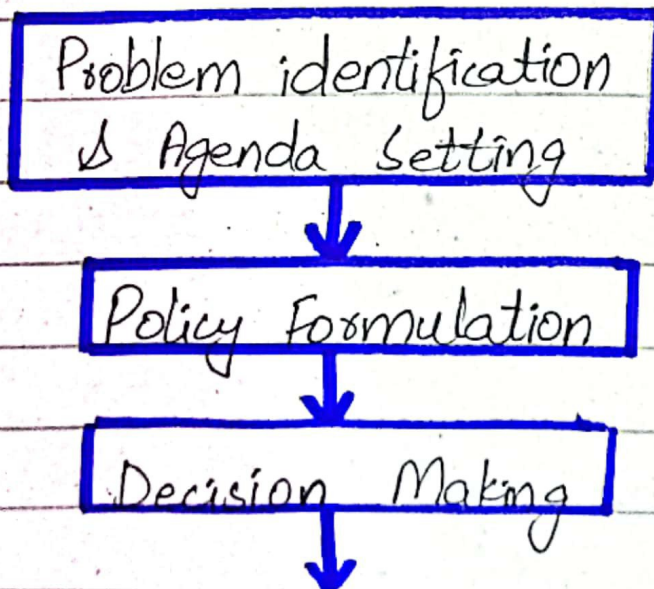 Problem identification
& Agenda Setting
Policy Formulation
Decision Making